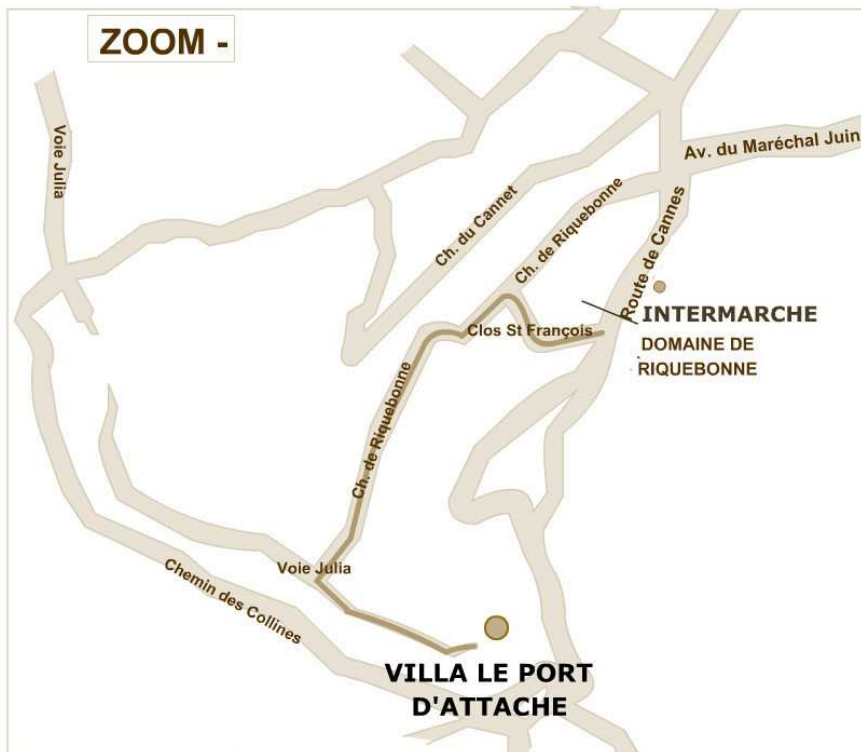 ZOOM -
Voie Julia
Av. du Maréchal Juin
Ch. du Cannet
Ch. de Riquebonne
Route de Cannes
INTERMARCHE
Clos St François
DOMAINE DE
RIQUEBONNE
Ch. de Riquebonne
Voie Julia
Chemin des Collines
VILLA LE PORT
D'ATTACHE